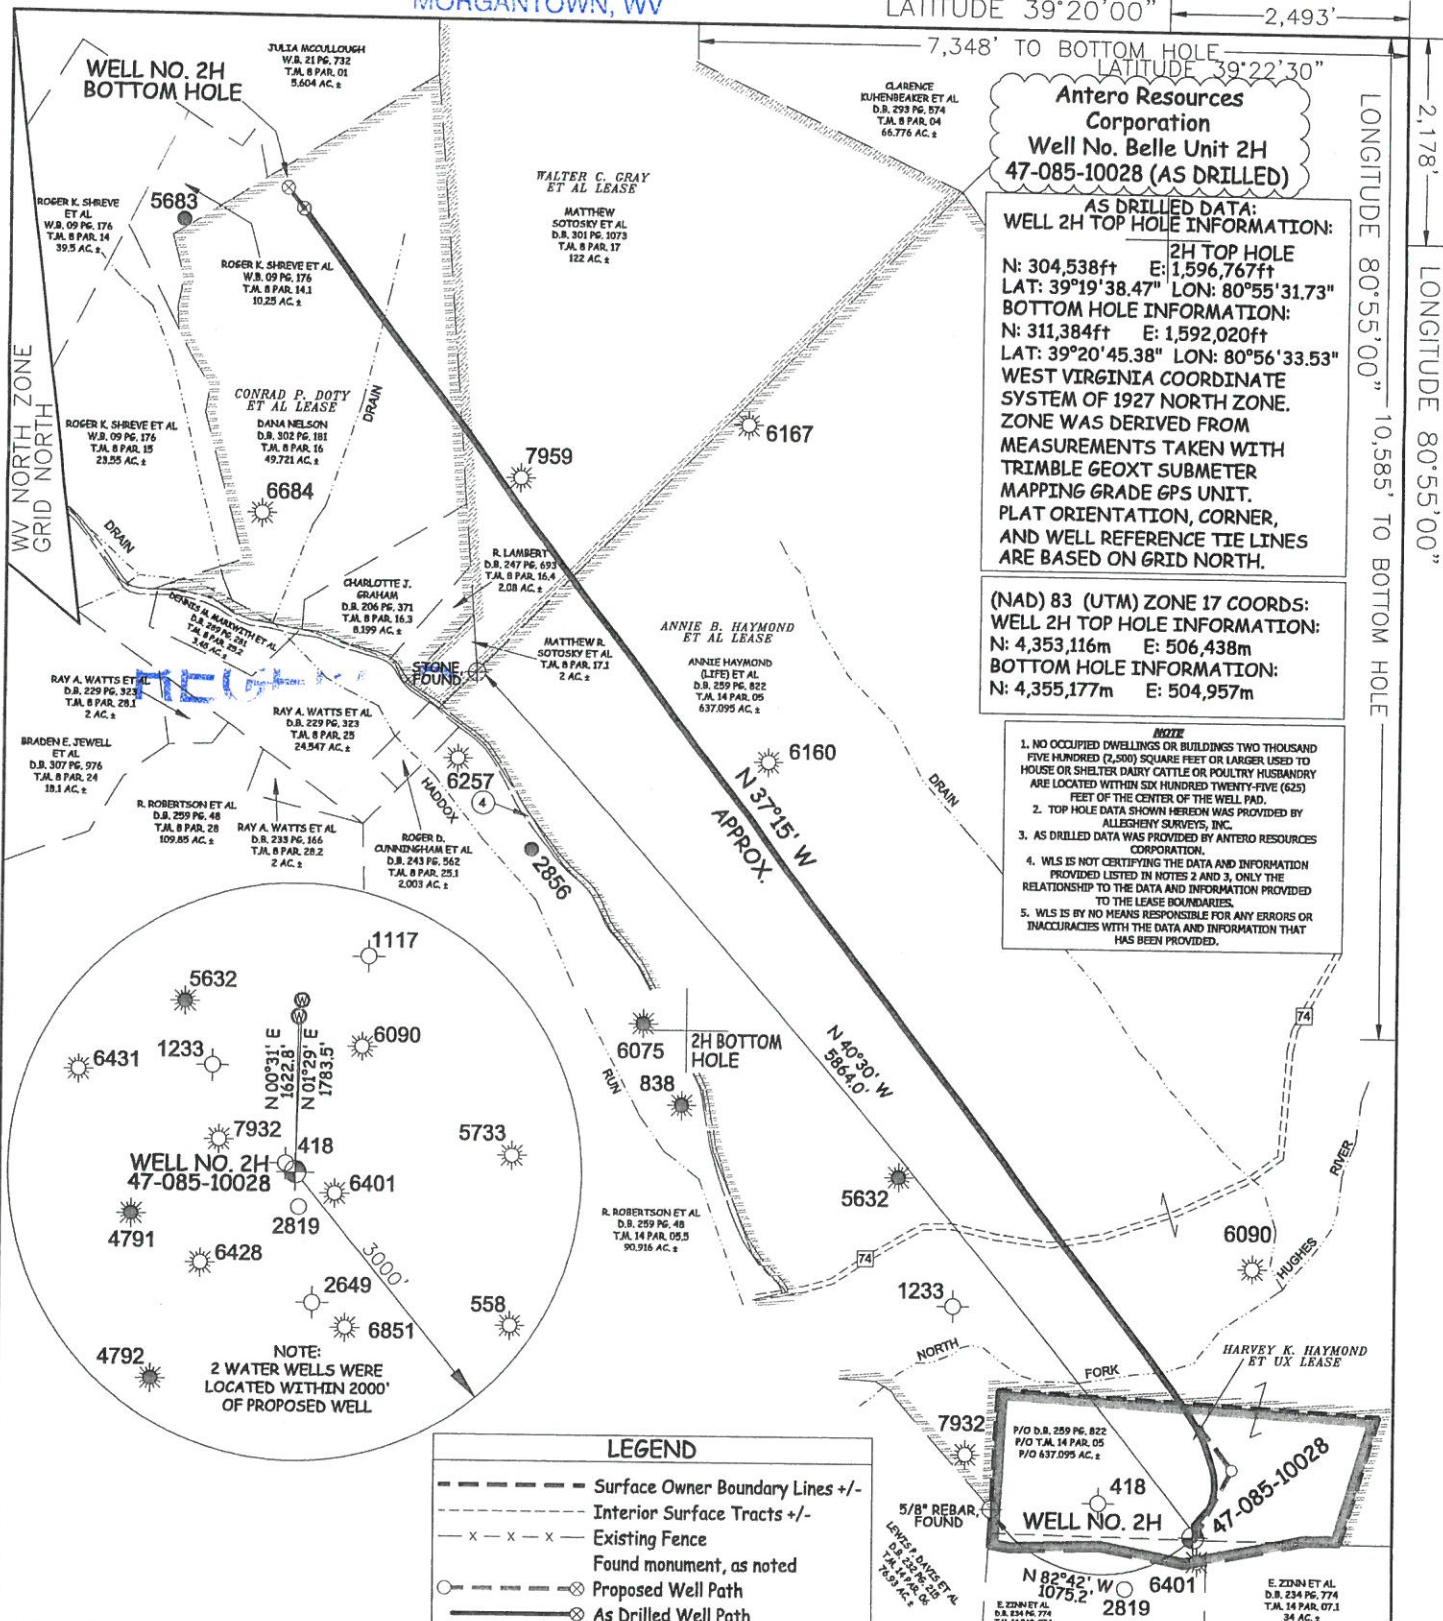 MORGANTOWN, WV
LATITUDE 39°20'00"
2,493'
7,348' TO BOTTOM HOLE
LATITUDE 39°22'30"
2,178'
LONGITUDE 80°55'00"
LONGITUDE 80°55'00"
10,585' TO BOTTOM HOLE
WELL NO. 2H
BOTTOM HOLE
JULIA MCCULLOUGH
W.B. 21 PG. 732
T.M. 8 PAR. 01
5.604 AC. ±
CLARENCE
KUHENBEAKER ET AL
D.B. 293 PG. 574
T.M. 8 PAR. 04
66.776 AC. ±
Antero Resources
Corporation
Well No. Belle Unit 2H
47-085-10028 (AS DRILLED)
AS DRILLED DATA:
WELL 2H TOP HOLE INFORMATION:
2H TOP HOLE
N: 304,538ft E: 1,596,767ft
LAT: 39°19'38.47" LON: 80°55'31.73"
BOTTOM HOLE INFORMATION:
N: 311,384ft E: 1,592,020ft
LAT: 39°20'45.38" LON: 80°56'33.53"
WEST VIRGINIA COORDINATE
SYSTEM OF 1927 NORTH ZONE.
ZONE WAS DERIVED FROM
MEASUREMENTS TAKEN WITH
TRIMBLE GEOXT SUBMETER
MAPPING GRADE GPS UNIT.
PLAT ORIENTATION, CORNER,
AND WELL REFERENCE TIE LINES
ARE BASED ON GRID NORTH.
(NAD) 83 (UTM) ZONE 17 COORDS:
WELL 2H TOP HOLE INFORMATION:
N: 4,353,116m E: 506,438m
BOTTOM HOLE INFORMATION:
N: 4,355,177m E: 504,957m
NOTE
1. NO OCCUPIED DWELLINGS OR BUILDINGS TWO THOUSAND
FIVE HUNDRED (2,500) SQUARE FEET OR LARGER USED TO
HOUSE OR SHELTER DAIRY CATTLE OR POULTRY HUSBANDRY
ARE LOCATED WITHIN SIX HUNDRED TWENTY-FIVE (625)
FEET OF THE CENTER OF THE WELL PAD.
2. TOP HOLE DATA SHOWN HEREON WAS PROVIDED BY
ALLEGHENY SURVEYS, INC.
3. AS DRILLED DATA WAS PROVIDED BY ANTERO RESOURCES
CORPORATION.
4. WLS IS NOT CERTIFYING THE DATA AND INFORMATION
PROVIDED LISTED IN NOTES 2 AND 3, ONLY THE
RELATIONSHIP TO THE DATA AND INFORMATION PROVIDED
TO THE LEASE BOUNDARIES.
5. WLS IS BY NO MEANS RESPONSIBLE FOR ANY ERRORS OR
INACCURACIES WITH THE DATA AND INFORMATION THAT
HAS BEEN PROVIDED.
ROGER K. SHREVE
ET AL
W.B. 09 PG. 176
T.M. 8 PAR. 14
39.5 AC. ±
5683
ROGER K. SHREVE ET AL
W.B. 09 PG. 176
T.M. 8 PAR. 14.1
10.25 AC. ±
WALTER C. GRAY
ET AL LEASE
MATTHEW
SOTOSKY ET AL
D.B. 301 PG. 1073
T.M. 8 PAR. 17
122 AC. ±
WV NORTH ZONE
GRID NORTH
CONRAD P. DOTY
ET AL LEASE
DANA NELSON
D.B. 302 PG. 181
T.M. 8 PAR. 16
49.721 AC. ±
DRAIN
ROGER K. SHREVE ET AL
W.B. 09 PG. 176
T.M. 8 PAR. 15
23.55 AC. ±
6684
7959
6167
DRAIN
R. LAMBERT
D.B. 247 PG. 693
T.M. 8 PAR. 16.4
2.08 AC. ±
CHARLOTTE J.
GRAHAM
D.B. 206 PG. 371
T.M. 8 PAR. 16.3
8.199 AC. ±
DENNIS M. MARKWITH ET AL
D.B. 289 PG. 281
T.M. 8 PAR. 25.2
3.45 AC. ±
MATTHEW R.
SOTOSKY ET AL
T.M. 8 PAR. 17.1
2 AC. ±
STONE
FOUND
ANNIE B. HAYMOND
ET AL LEASE
ANNIE HAYMOND
(LIFE) ET AL
D.B. 259 PG. 822
T.M. 14 PAR. 05
637.095 AC. ±
RAY A. WATTS ET AL
D.B. 229 PG. 323
T.M. 8 PAR. 28.1
2 AC. ±
RAY A. WATTS ET AL
D.B. 229 PG. 323
T.M. 8 PAR. 25
24.547 AC. ±
BRADEN E. JEWELL
ET AL
D.B. 307 PG. 976
T.M. 8 PAR. 24
18.1 AC. ±
R. ROBERTSON ET AL
D.B. 259 PG. 48
T.M. 8 PAR. 28
109.85 AC. ±
RAY A. WATTS ET AL
D.B. 233 PG. 166
T.M. 8 PAR. 28.2
2 AC. ±
ROGER D.
CUNNINGHAM ET AL
D.B. 243 PG. 562
T.M. 8 PAR. 25.1
2.003 AC. ±
6257
4
HADDOX
2856
6160
DRAIN
N 37°15' W
APPROX.
1117
5632
1233
6090
6431
N 00°31' E
1622.8'
N 01°29' E
1783.5'
W
W
7932
418
5733
WELL NO. 2H
47-085-10028
6401
4791
2819
6428
3000'
2649
558
6851
4792
NOTE:
2 WATER WELLS WERE
LOCATED WITHIN 2000'
OF PROPOSED WELL
6075
2H BOTTOM
HOLE
838
RUN
N 40°30' W
5864.0'
74
5632
R. ROBERTSON ET AL
D.B. 259 PG. 48
T.M. 14 PAR. 05.5
90.916 AC. ±
74
1233
6090
HUGHES
RIVER
NORTH
FORK
HARVEY K. HAYMOND
ET UX LEASE
7932
P/O D.B. 259 PG. 822
P/O T.M. 14 PAR. 05
P/O 637.095 AC. ±
418
5/8" REBAR
FOUND
WELL NO. 2H
47-085-10028
LEWIS P. DAVIS ET AL
D.B. 232 PG. 215
T.M. 14 PAR. 06
76.93 AC. ±
N 82°42' W
1075.2'
6401
2819
E. ZINN ET AL
D.B. 234 PG. 774
E. ZINN ET AL
D.B. 234 PG. 774
T.M. 14 PAR. 07.1
34 AC. ±
LEGEND
Surface Owner Boundary Lines +/-
Interior Surface Tracts +/-
x x x Existing Fence
Found monument, as noted
Proposed Well Path
As Drilled Well Path